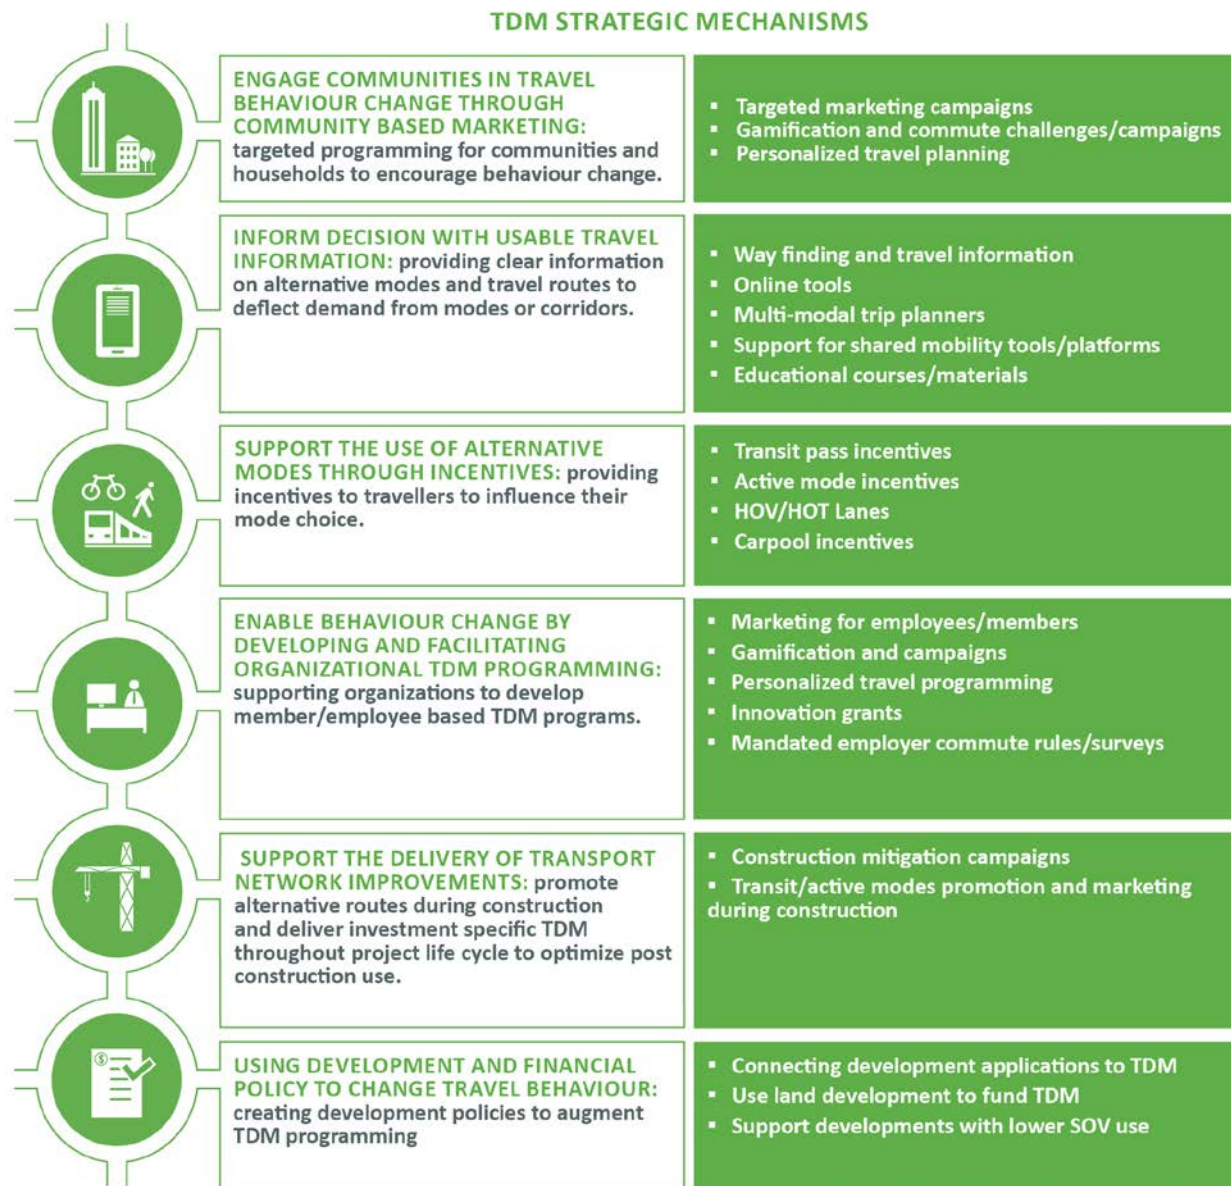 TDM STRATEGIC MECHANISMS
ENGAGE COMMUNITIES IN TRAVEL
BEHAVIOUR CHANGE THROUGH
COMMUNITY BASED MARKETING:
targeted programming for communities and
households to encourage behaviour change.
▪ Targeted marketing campaigns
▪ Gamification and commute challenges/campaigns
▪ Personalized travel planning
INFORM DECISION WITH USABLE TRAVEL
INFORMATION: providing clear information
on alternative modes and travel routes to
deflect demand from modes or corridors.
▪ Way finding and travel information
▪ Online tools
▪ Multi-modal trip planners
▪ Support for shared mobility tools/platforms
▪ Educational courses/materials
SUPPORT THE USE OF ALTERNATIVE
MODES THROUGH INCENTIVES: providing
incentives to travellers to influence their
mode choice.
▪ Transit pass incentives
▪ Active mode incentives
▪ HOV/HOT Lanes
▪ Carpool incentives
ENABLE BEHAVIOUR CHANGE BY
DEVELOPING AND FACILITATING
ORGANIZATIONAL TDM PROGRAMMING:
supporting organizations to develop
member/employee based TDM programs.
▪ Marketing for employees/members
▪ Gamification and campaigns
▪ Personalized travel programming
▪ Innovation grants
▪ Mandated employer commute rules/surveys
SUPPORT THE DELIVERY OF TRANSPORT
NETWORK IMPROVEMENTS: promote
alternative routes during construction
and deliver investment specific TDM
throughout project life cycle to optimize post
construction use.
▪ Construction mitigation campaigns
▪ Transit/active modes promotion and marketing
during construction
$
USING DEVELOPMENT AND FINANCIAL
POLICY TO CHANGE TRAVEL BEHAVIOUR:
creating development policies to augment
TDM programming
▪ Connecting development applications to TDM
▪ Use land development to fund TDM
▪ Support developments with lower SOV use